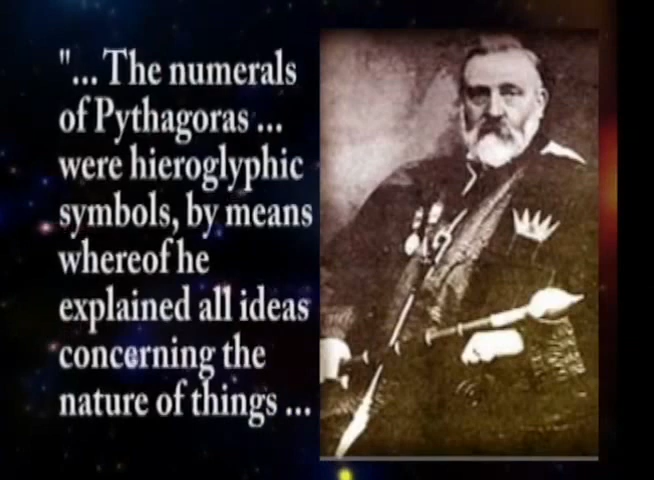 "... The numerals
of Pythagoras ...
were hieroglyphic
symbols, by means
whereof he
explained all ideas
concerning the
nature of things ...